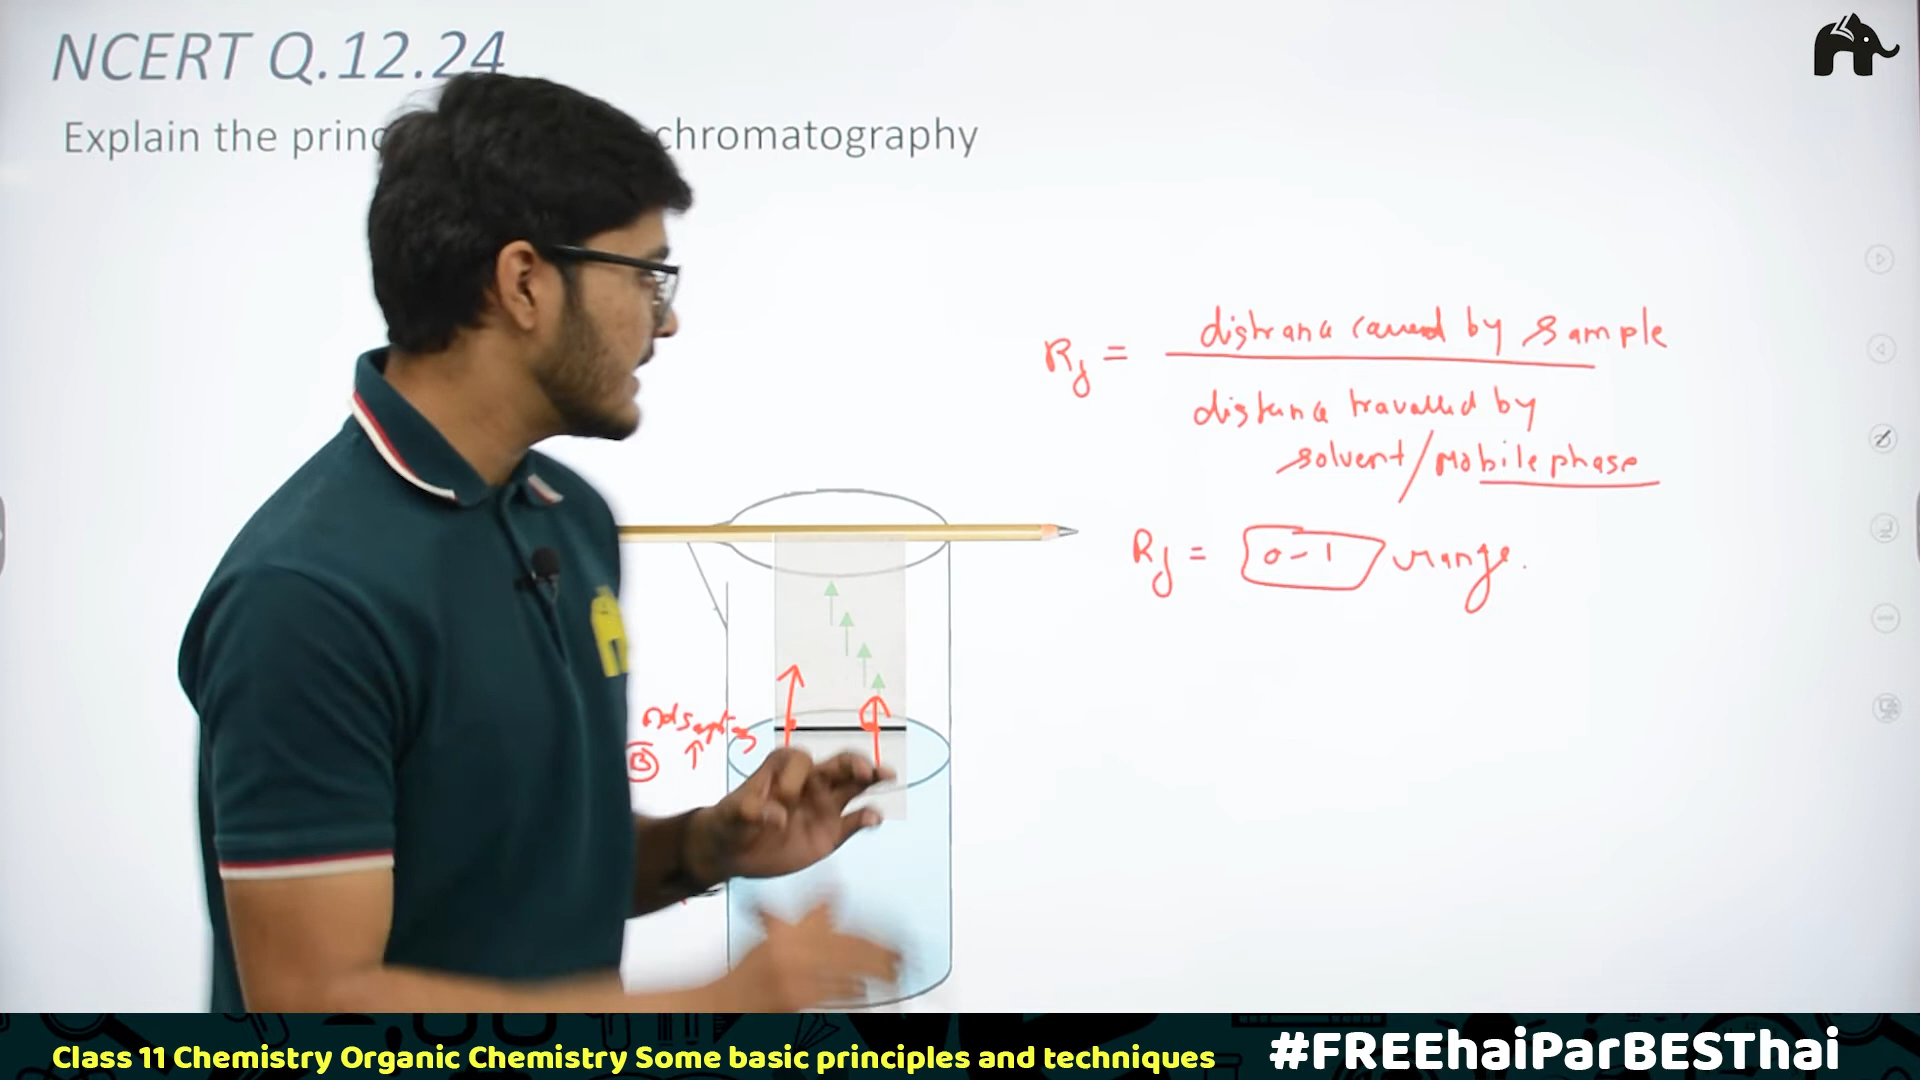 NCERT Q.12.24
Explain the princ chromatography
Rf = distance covered by sample
distance travelled by
solvent/mobile phase
Rf = 0-1 range.
B
Class 11 Chemistry Organic Chemistry Some basic principles and techniques
#FREEhaiParBESThai